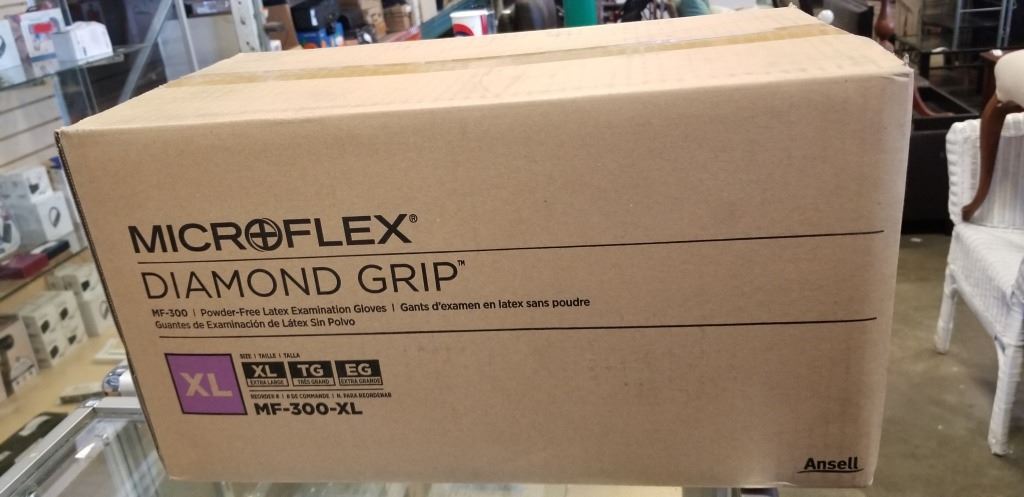 MICROFLEX®
DIAMOND GRIP™
MF-300 | Powder-Free Latex Examination Gloves | Gants d'examen en latex sans poudre
Guantes de Examinación de Látex Sin Polvo
SIZE | TAILLE | TALLA
XL
XL TG EG
EXTRA LARGE TRÈS GRAND EXTRA GRANDE
REORDER # | # DE COMMANDE | N. PARA REORDENAR
MF-300-XL
Ansell